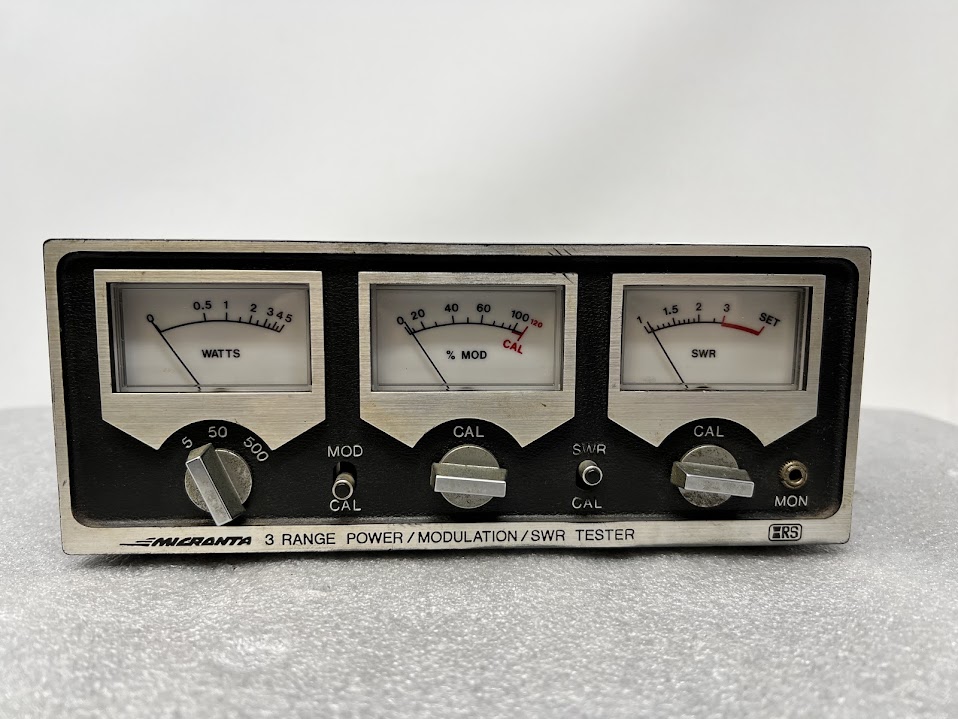 0 0.5 1 2 3 4 5
WATTS
0 20 40 60 100 120
CAL
% MOD
1 1.5 2 3 SET
SWR
5 50 500
MOD
CAL
CAL
SWR
CAL
CAL
MON
MICRONTA 3 RANGE POWER/MODULATION/SWR TESTER
RS